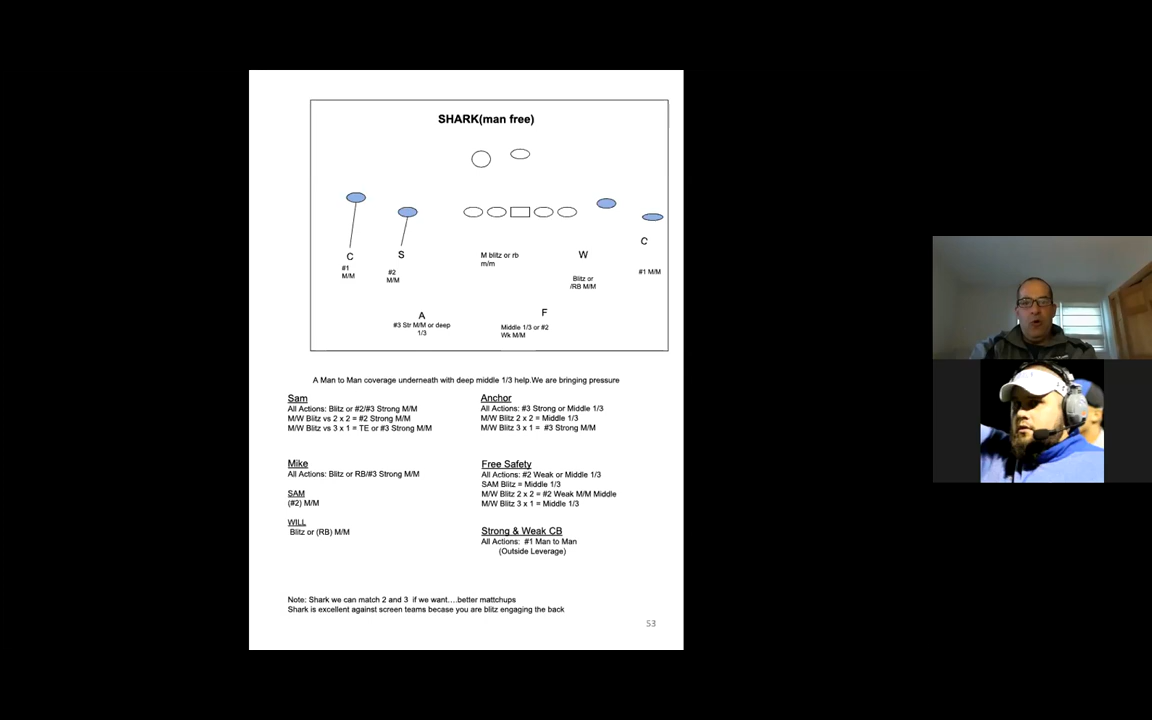 SHARK(man free)
C
S
M blitz or rb
m/m
W
C
#1
M/M
#2
M/M
Blitz or
/RB M/M
#1 M/M
A
#3 Str M/M or deep
1/3
F
Middle 1/3 or #2
Wk M/M
A Man to Man coverage underneath with deep middle 1/3 help.We are bringing pressure
Sam
All Actions: Blitz or #2/#3 Strong M/M
M/W Blitz vs 2 x 2 = #2 Strong M/M
M/W Blitz vs 3 x 1 = TE or #3 Strong M/M
Mike
All Actions: Blitz or RB/#3 Strong M/M
SAM
(#2) M/M
WILL
Blitz or (RB) M/M
Anchor
All Actions: #3 Strong or Middle 1/3
M/W Blitz 2 x 2 = Middle 1/3
M/W Blitz 3 x 1 = #3 Strong M/M
Free Safety
All Actions: #2 Weak or Middle 1/3
SAM Blitz = Middle 1/3
M/W Blitz 2 x 2 = #2 Weak M/M Middle
M/W Blitz 3 x 1 = Middle 1/3
Strong & Weak CB
All Actions: #1 Man to Man
(Outside Leverage)
Note: Shark we can match 2 and 3 if we want....better mattchups
Shark is excellent against screen teams becase you are blitz engaging the back
53